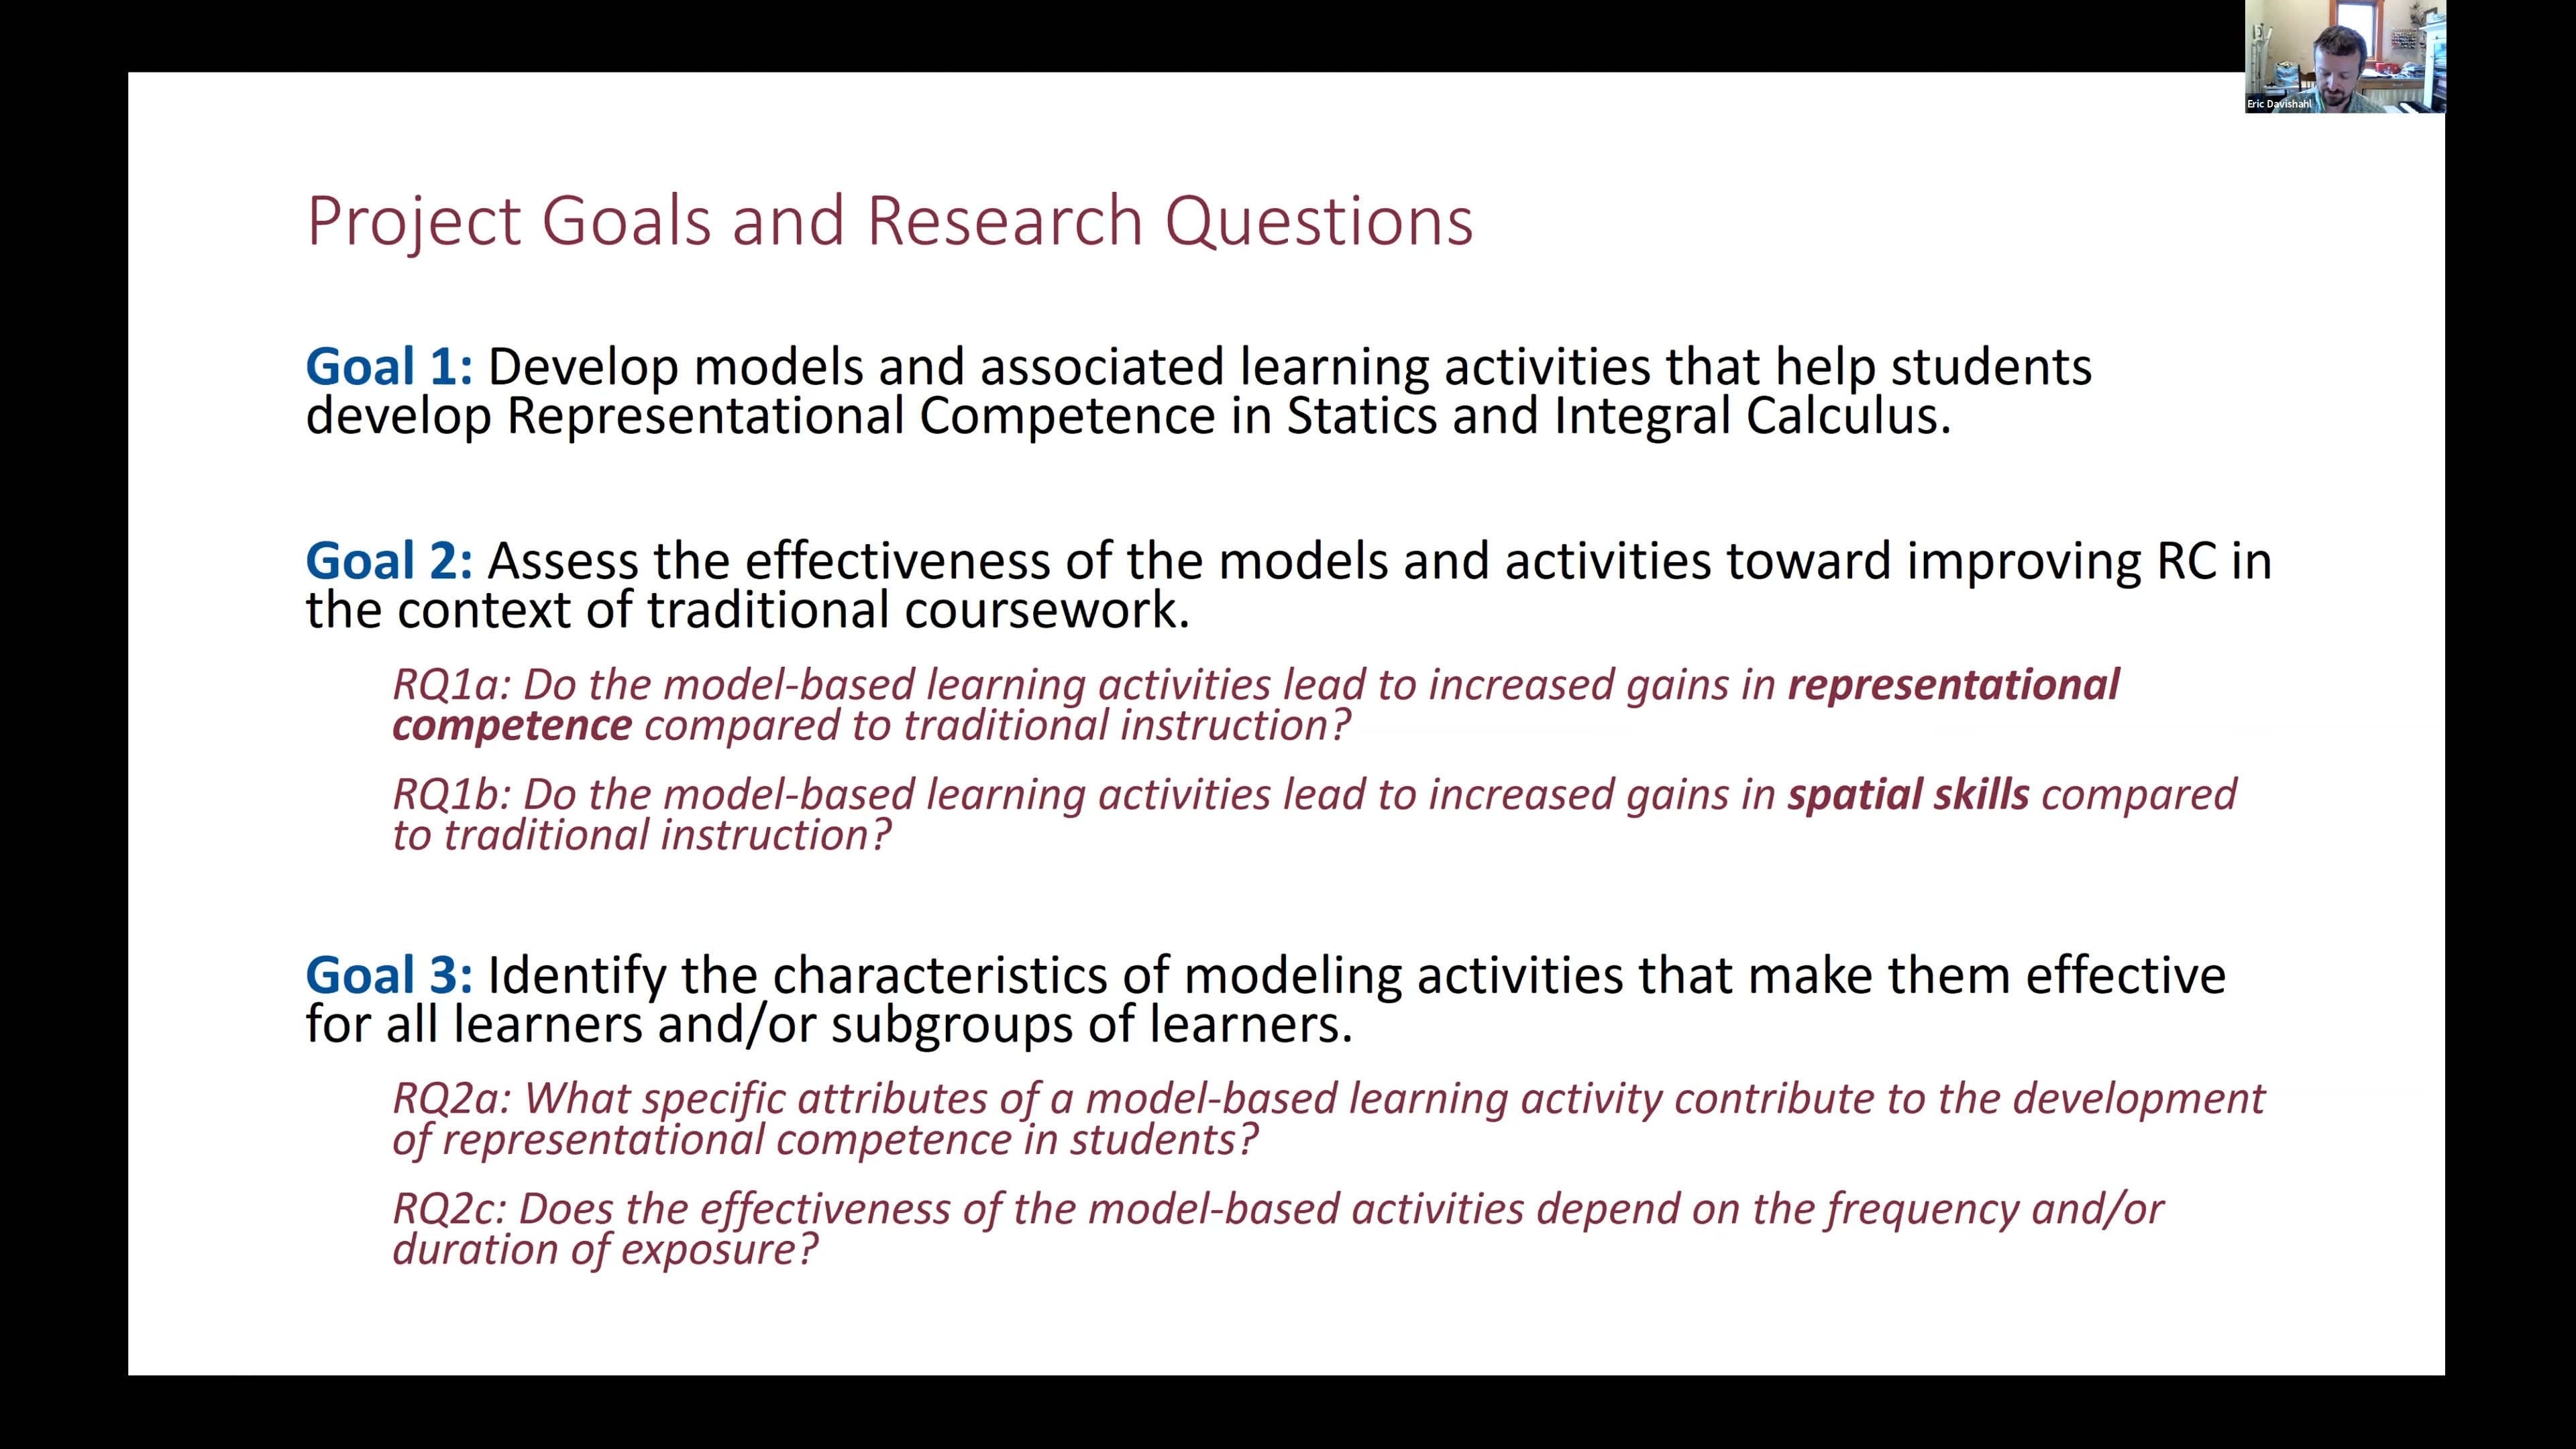 Eric Davishahl
Project Goals and Research Questions
Goal 1: Develop models and associated learning activities that help students
develop Representational Competence in Statics and Integral Calculus.
Goal 2: Assess the effectiveness of the models and activities toward improving RC in
the context of traditional coursework.
RQ1a: Do the model-based learning activities lead to increased gains in representational
competence compared to traditional instruction?
RQ1b: Do the model-based learning activities lead to increased gains in spatial skills compared
to traditional instruction?
Goal 3: Identify the characteristics of modeling activities that make them effective
for all learners and/or subgroups of learners.
RQ2a: What specific attributes of a model-based learning activity contribute to the development
of representational competence in students?
RQ2c: Does the effectiveness of the model-based activities depend on the frequency and/or
duration of exposure?